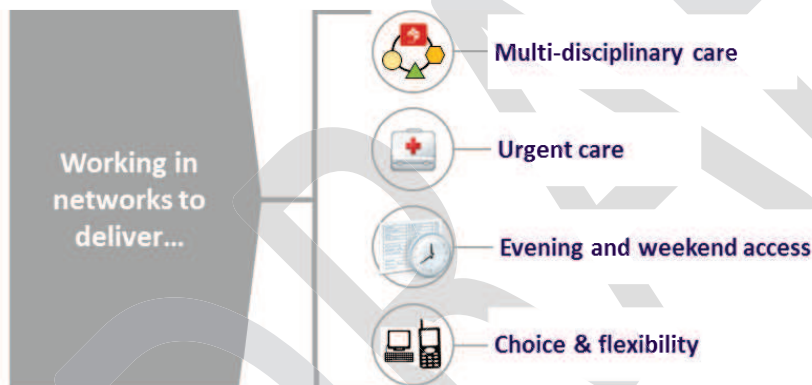 Working in
networks to
deliver...
Multi-disciplinary care
Urgent care
Evening and weekend access
Choice & flexibility